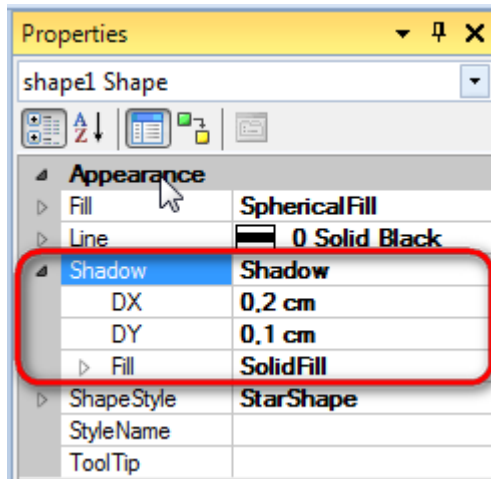 Properties
shape1 Shape
Appearance
Fill SphericalFill
Line 0 Solid Black
Shadow Shadow
DX 0,2 cm
DY 0,1 cm
Fill SolidFill
ShapeStyle StarShape
StyleName
ToolTip